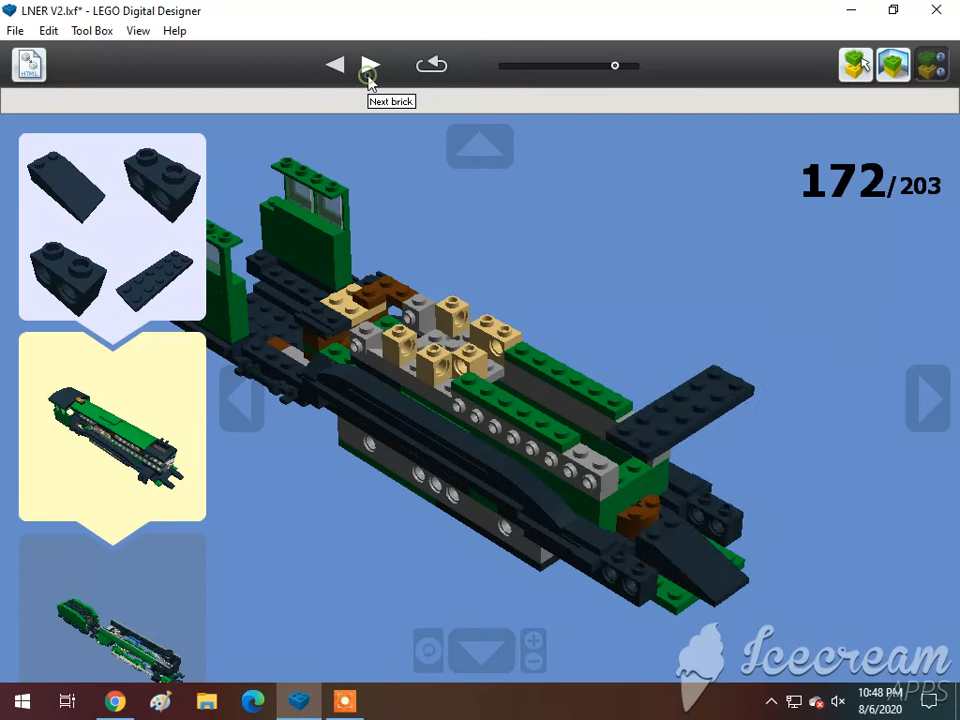 LNER V2.lxf* - LEGO Digital Designer
File Edit Tool Box View Help
HTML
Next brick
172/203
Icecream
APPS
10:48 PM
8/6/2020